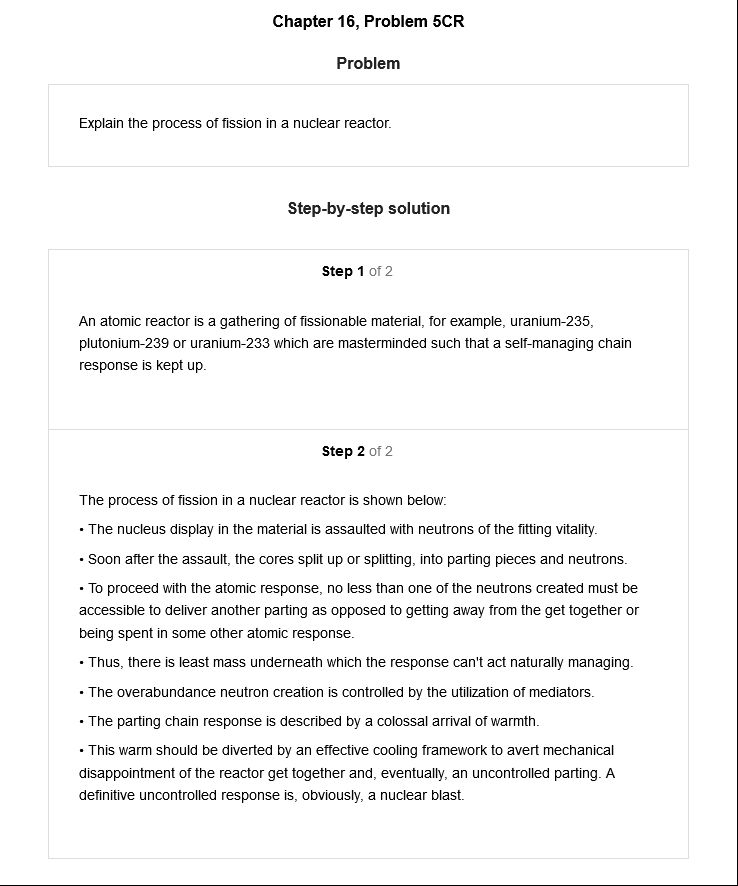 Chapter 16, Problem 5CR
Problem
Explain the process of fission in a nuclear reactor.
Step-by-step solution
Step 1 of 2
An atomic reactor is a gathering of fissionable material, for example, uranium-235,
plutonium-239 or uranium-233 which are masterminded such that a self-managing chain
response is kept up.
Step 2 of 2
The process of fission in a nuclear reactor is shown below:
• The nucleus display in the material is assaulted with neutrons of the fitting vitality.
• Soon after the assault, the cores split up or splitting, into parting pieces and neutrons.
• To proceed with the atomic response, no less than one of the neutrons created must be
accessible to deliver another parting as opposed to getting away from the get together or
being spent in some other atomic response.
• Thus, there is least mass underneath which the response can't act naturally managing.
• The overabundance neutron creation is controlled by the utilization of mediators.
• The parting chain response is described by a colossal arrival of warmth.
• This warm should be diverted by an effective cooling framework to avert mechanical
disappointment of the reactor get together and, eventually, an uncontrolled parting. A
definitive uncontrolled response is, obviously, a nuclear blast.